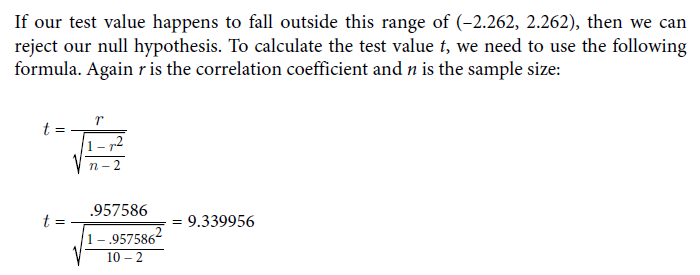 If our test value happens to fall outside this range of (−2.262, 2.262), then we can
reject our null hypothesis. To calculate the test value t, we need to use the following
formula. Again r is the correlation coefficient and n is the sample size:
t = r / √((1 − r²) / (n − 2))
t = .957586 / √((1 − .957586²) / (10 − 2)) = 9.339956